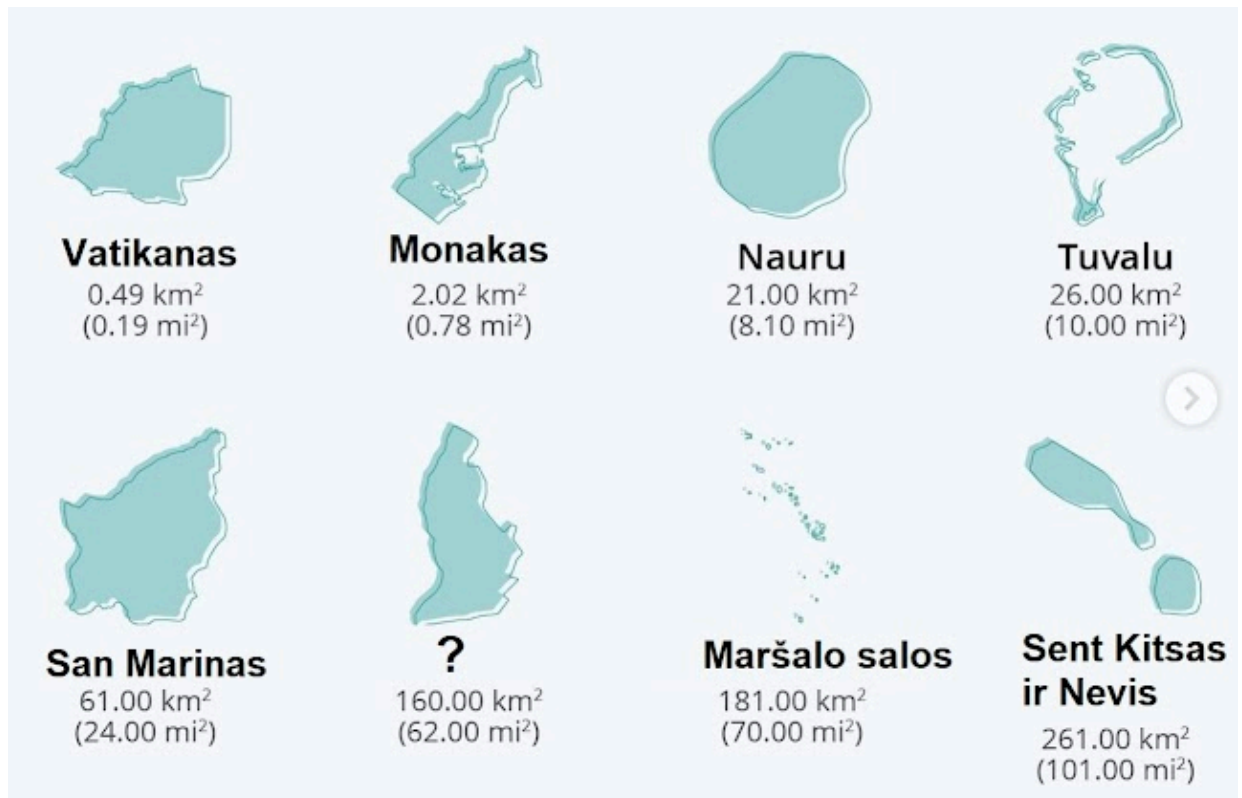 Vatikanas
0.49 km²
(0.19 mi²)
Monakas
2.02 km²
(0.78 mi²)
Nauru
21.00 km²
(8.10 mi²)
Tuvalu
26.00 km²
(10.00 mi²)
San Marinas
61.00 km²
(24.00 mi²)
?
160.00 km²
(62.00 mi²)
Maršalo salos
181.00 km²
(70.00 mi²)
Sent Kitsas
ir Nevis
261.00 km²
(101.00 mi²)